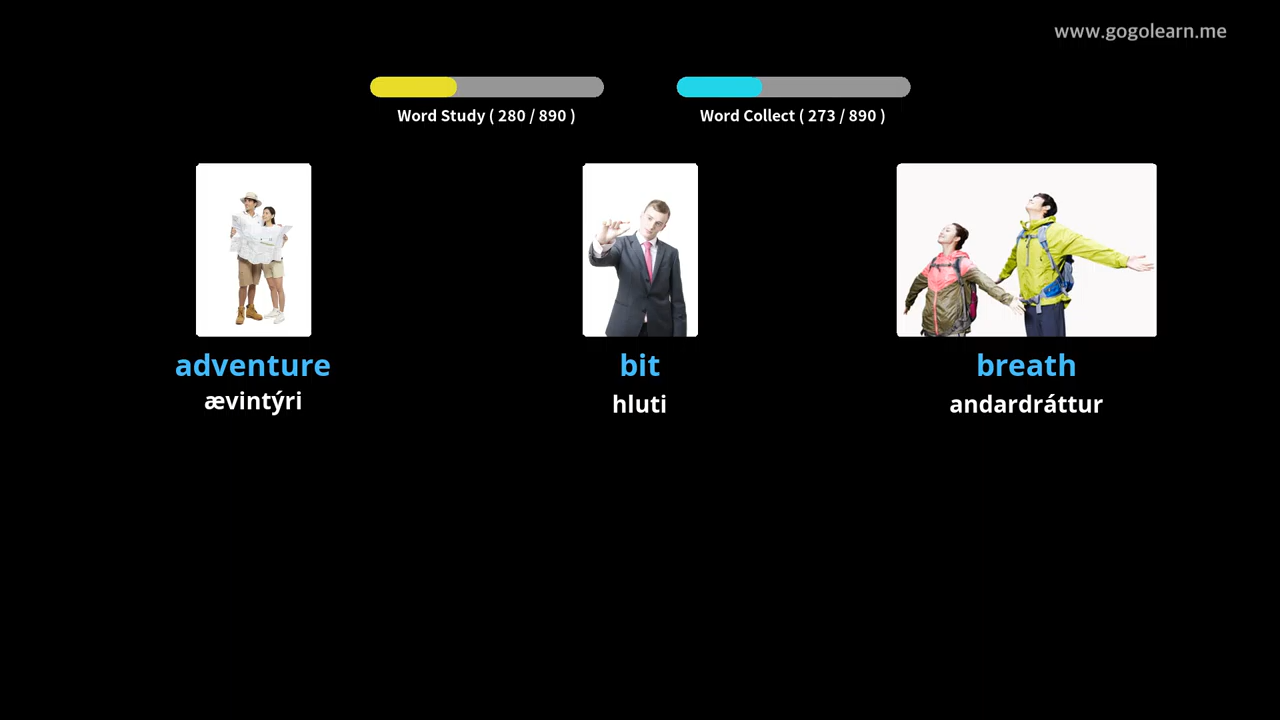 www.gogolearn.me
Word Study ( 280 / 890 )
Word Collect ( 273 / 890 )
adventure
ævintýri
bit
hluti
breath
andardráttur